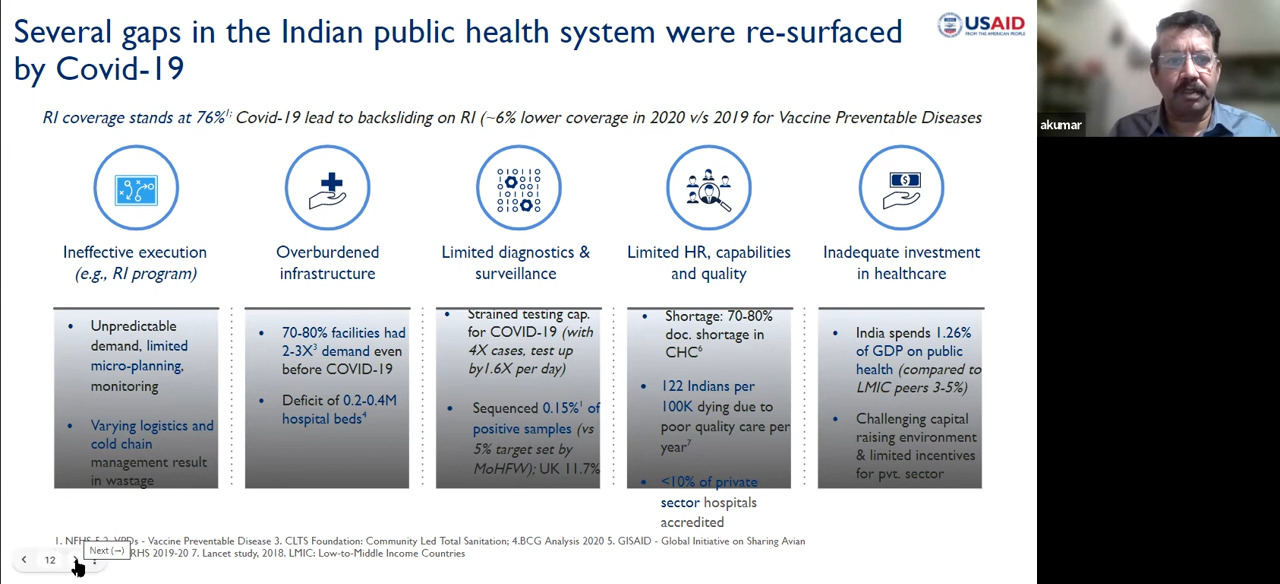 Several gaps in the Indian public health system were re-surfaced
by Covid-19
USAID
FROM THE AMERICAN PEOPLE
akumar
RI coverage stands at 76%1; Covid-19 lead to backsliding on RI (~6% lower coverage in 2020 v/s 2019 for Vaccine Preventable Diseases
Ineffective execution
(e.g., RI program)
Overburdened
infrastructure
Limited diagnostics &
surveillance
Limited HR, capabilities
and quality
Inadequate investment
in healthcare
• Unpredictable
demand, limited
micro-planning,
monitoring
• Varying logistics and
cold chain
management result
in wastage
• 70-80% facilities had
2-3X3 demand even
before COVID-19
• Deficit of 0.2-0.4M
hospital beds4
• Strained testing cap.
for COVID-19 (with
4X cases, test up
by1.6X per day)
• Sequenced 0.15%1 of
positive samples (vs
5% target set by
MoHFW); UK 11.7%
• Shortage: 70-80%
doc. shortage in
CHC6
• 122 Indians per
100K dying due to
poor quality care per
year7
• <10% of private
sector hospitals
accredited
• India spends 1.26%
of GDP on public
health (compared to
LMIC peers 3-5%)
• Challenging capital
raising environment
& limited incentives
for pvt. sector
1. NFHS - Vaccine Preventable Disease 3. CLTS Foundation: Community Led Total Sanitation; 4.BCG Analysis 2020 5. GISAID - Global Initiative on Sharing Avian
RHS 2019-20 7. Lancet study, 2018. LMIC: Low-to-Middle Income Countries
Next (→)
12